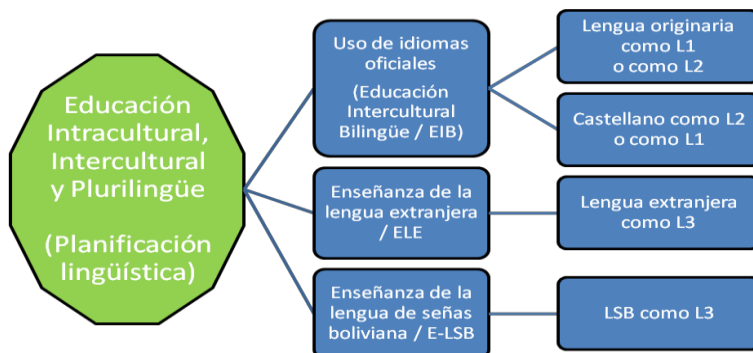 Educación
Intracultural,
Intercultural
y Plurilingüe
(Planificación
lingüística)
Uso de idiomas
oficiales
(Educación
Intercultural
Bilingüe / EIB)
Lengua originaria
como L1
o como L2
Castellano como L2
o como L1
Enseñanza de la
lengua extranjera
/ ELE
Lengua extranjera
como L3
Enseñanza de la
lengua de señas
boliviana / E-LSB
LSB como L3